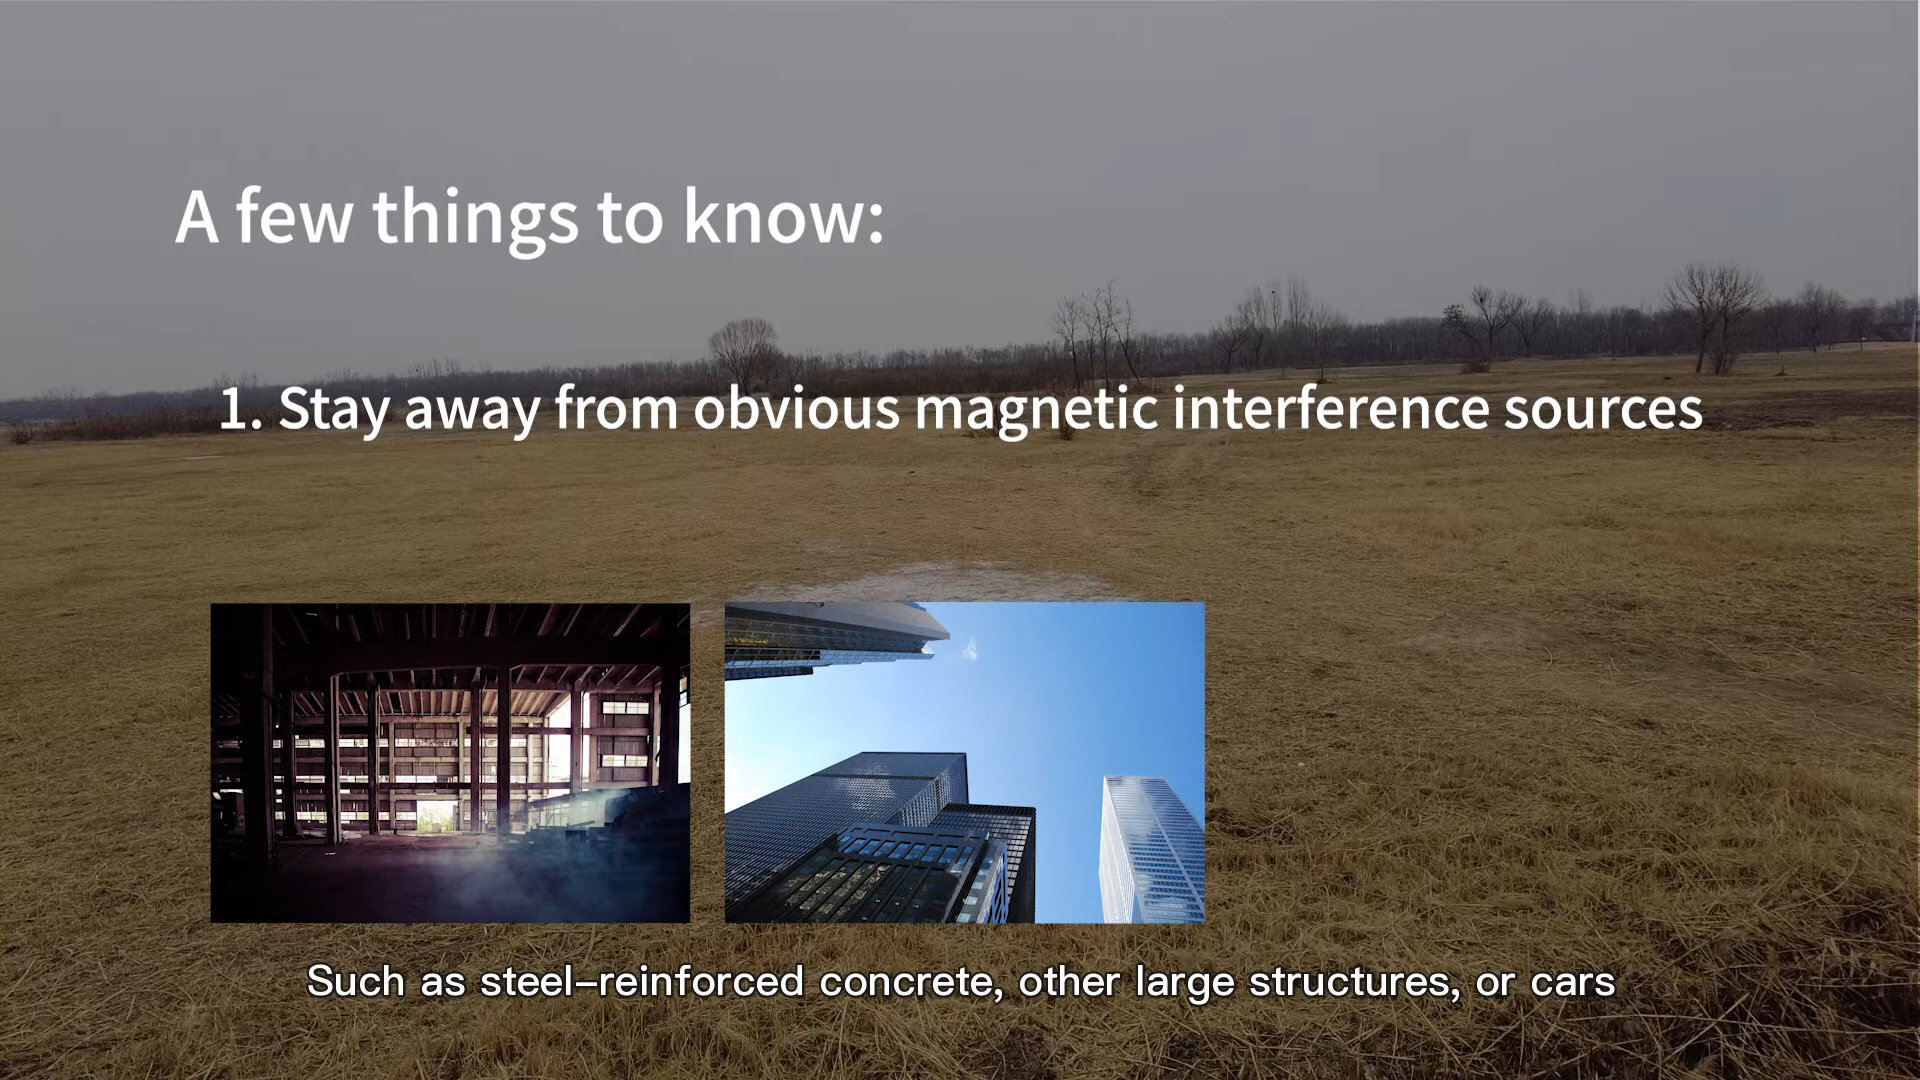 A few things to know:
1. Stay away from obvious magnetic interference sources
Such as steel-reinforced concrete, other large structures, or cars